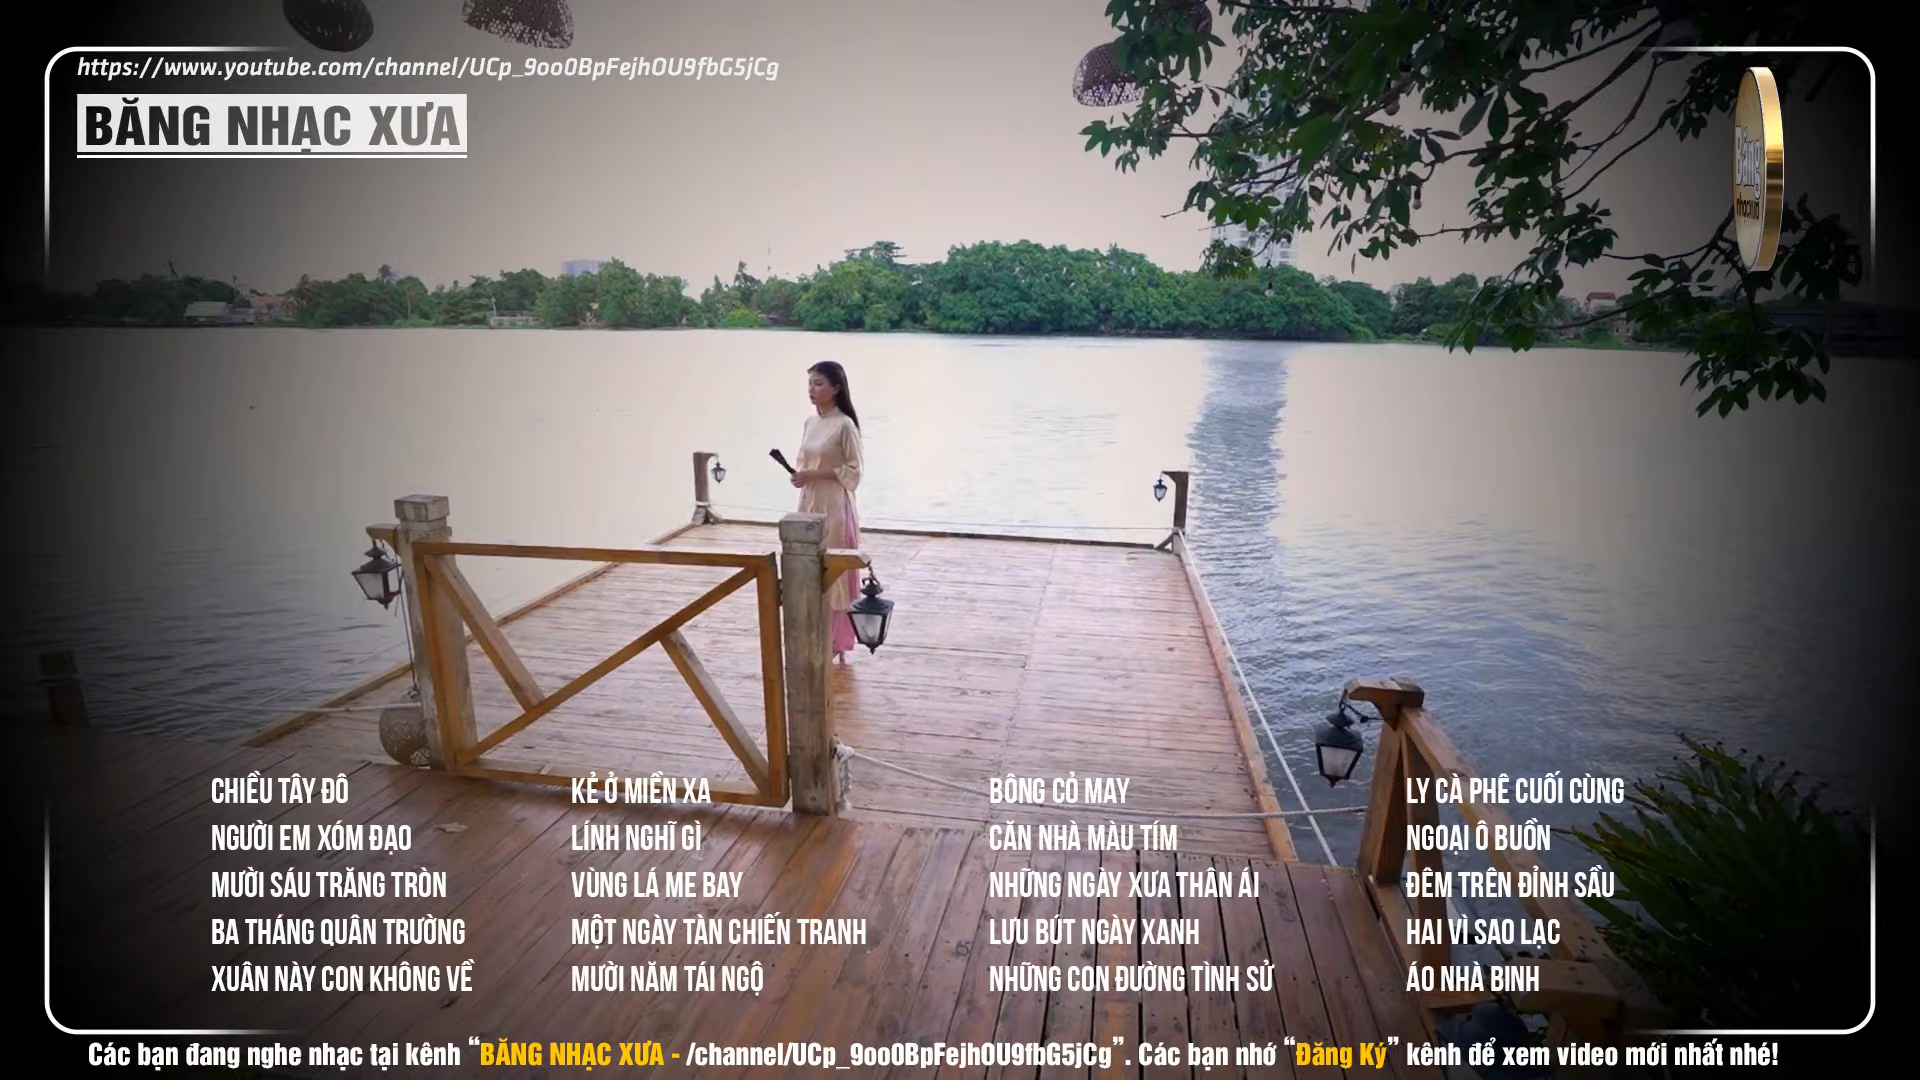 https://www.youtube.com/channel/UCp_9oo0BpFejhOU9fbG5jCg
BĂNG NHẠC XƯA
Băng
nhacxua
CHIỀU TÂY ĐÔ
NGƯỜI EM XÓM ĐẠO
MƯỜI SÁU TRĂNG TRÒN
BA THÁNG QUÂN TRƯỜNG
XUÂN NÀY CON KHÔNG VỀ
KẺ Ở MIỀN XA
LÍNH NGHĨ GÌ
VÙNG LÁ ME BAY
MỘT NGÀY TÀN CHIẾN TRANH
MƯỜI NĂM TÁI NGỘ
BÔNG CỎ MAY
CĂN NHÀ MÀU TÍM
NHỮNG NGÀY XƯA THÂN ÁI
LƯU BÚT NGÀY XANH
NHỮNG CON ĐƯỜNG TÌNH SỬ
LY CÀ PHÊ CUỐI CÙNG
NGOẠI Ô BUỒN
ĐÊM TRÊN ĐỈNH SẦU
HAI VÌ SAO LẠC
ÁO NHÀ BINH
Các bạn đang nghe nhạc tại kênh “BĂNG NHẠC XƯA - /channel/UCp_9oo0BpFejhOU9fbG5jCg”. Các bạn nhớ “Đăng Ký” kênh để xem video mới nhất nhé!